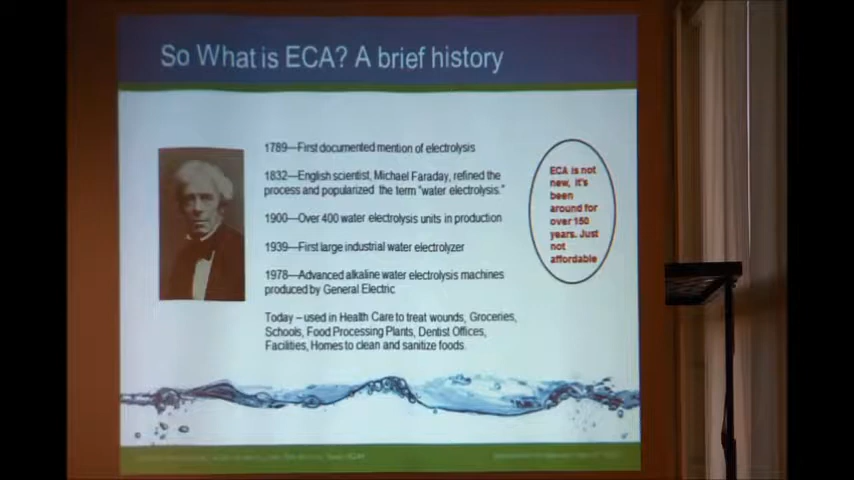 So What is ECA? A brief history
1789—First documented mention of electrolysis
1832—English scientist, Michael Faraday, refined the
process and popularized the term "water electrolysis."
1900—Over 400 water electrolysis units in production
1939—First large industrial water electrolyzer
1978—Advanced alkaline water electrolysis machines
produced by General Electric
Today – used in Health Care to treat wounds, Groceries,
Schools, Food Processing Plants, Dentist Offices,
Facilities, Homes to clean and sanitize foods.
ECA is not
new, it's
been
around for
over 150
years. Just
not
affordable